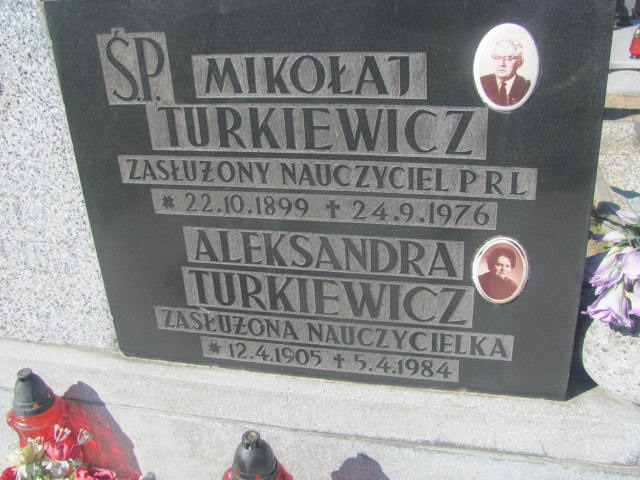 Ś.P. MIKOŁAJ
TURKIEWICZ
ZASŁUŻONY NAUCZYCIEL PRL
* 22.10.1899 † 24.9.1976
ALEKSANDRA
TURKIEWICZ
ZASŁUŻONA NAUCZYCIELKA
* 12.4.1905 † 5.4.1984